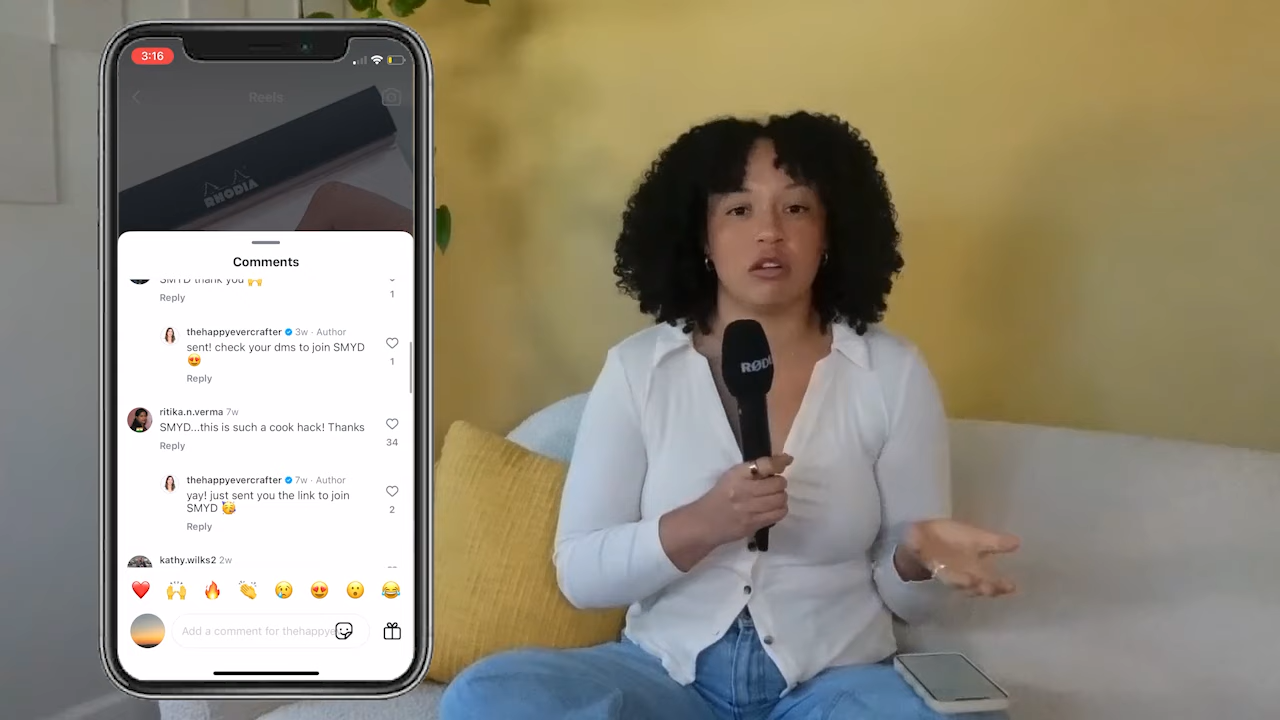 3:16
Reels
RHODIA
Comments
SMYD thank you 🙌
1
Reply
thehappyevercrafter 3w · Author
sent! check your dms to join SMYD
😍
1
Reply
ritika.n.verma 7w
SMYD...this is such a cook hack! Thanks
34
Reply
thehappyevercrafter 7w · Author
yay! just sent you the link to join
SMYD 🥳
2
Reply
kathy.wilks2 2w
❤️ 🙌 🔥 👏 😢 😍 😮 😂
Add a comment for thehappye
RØDE